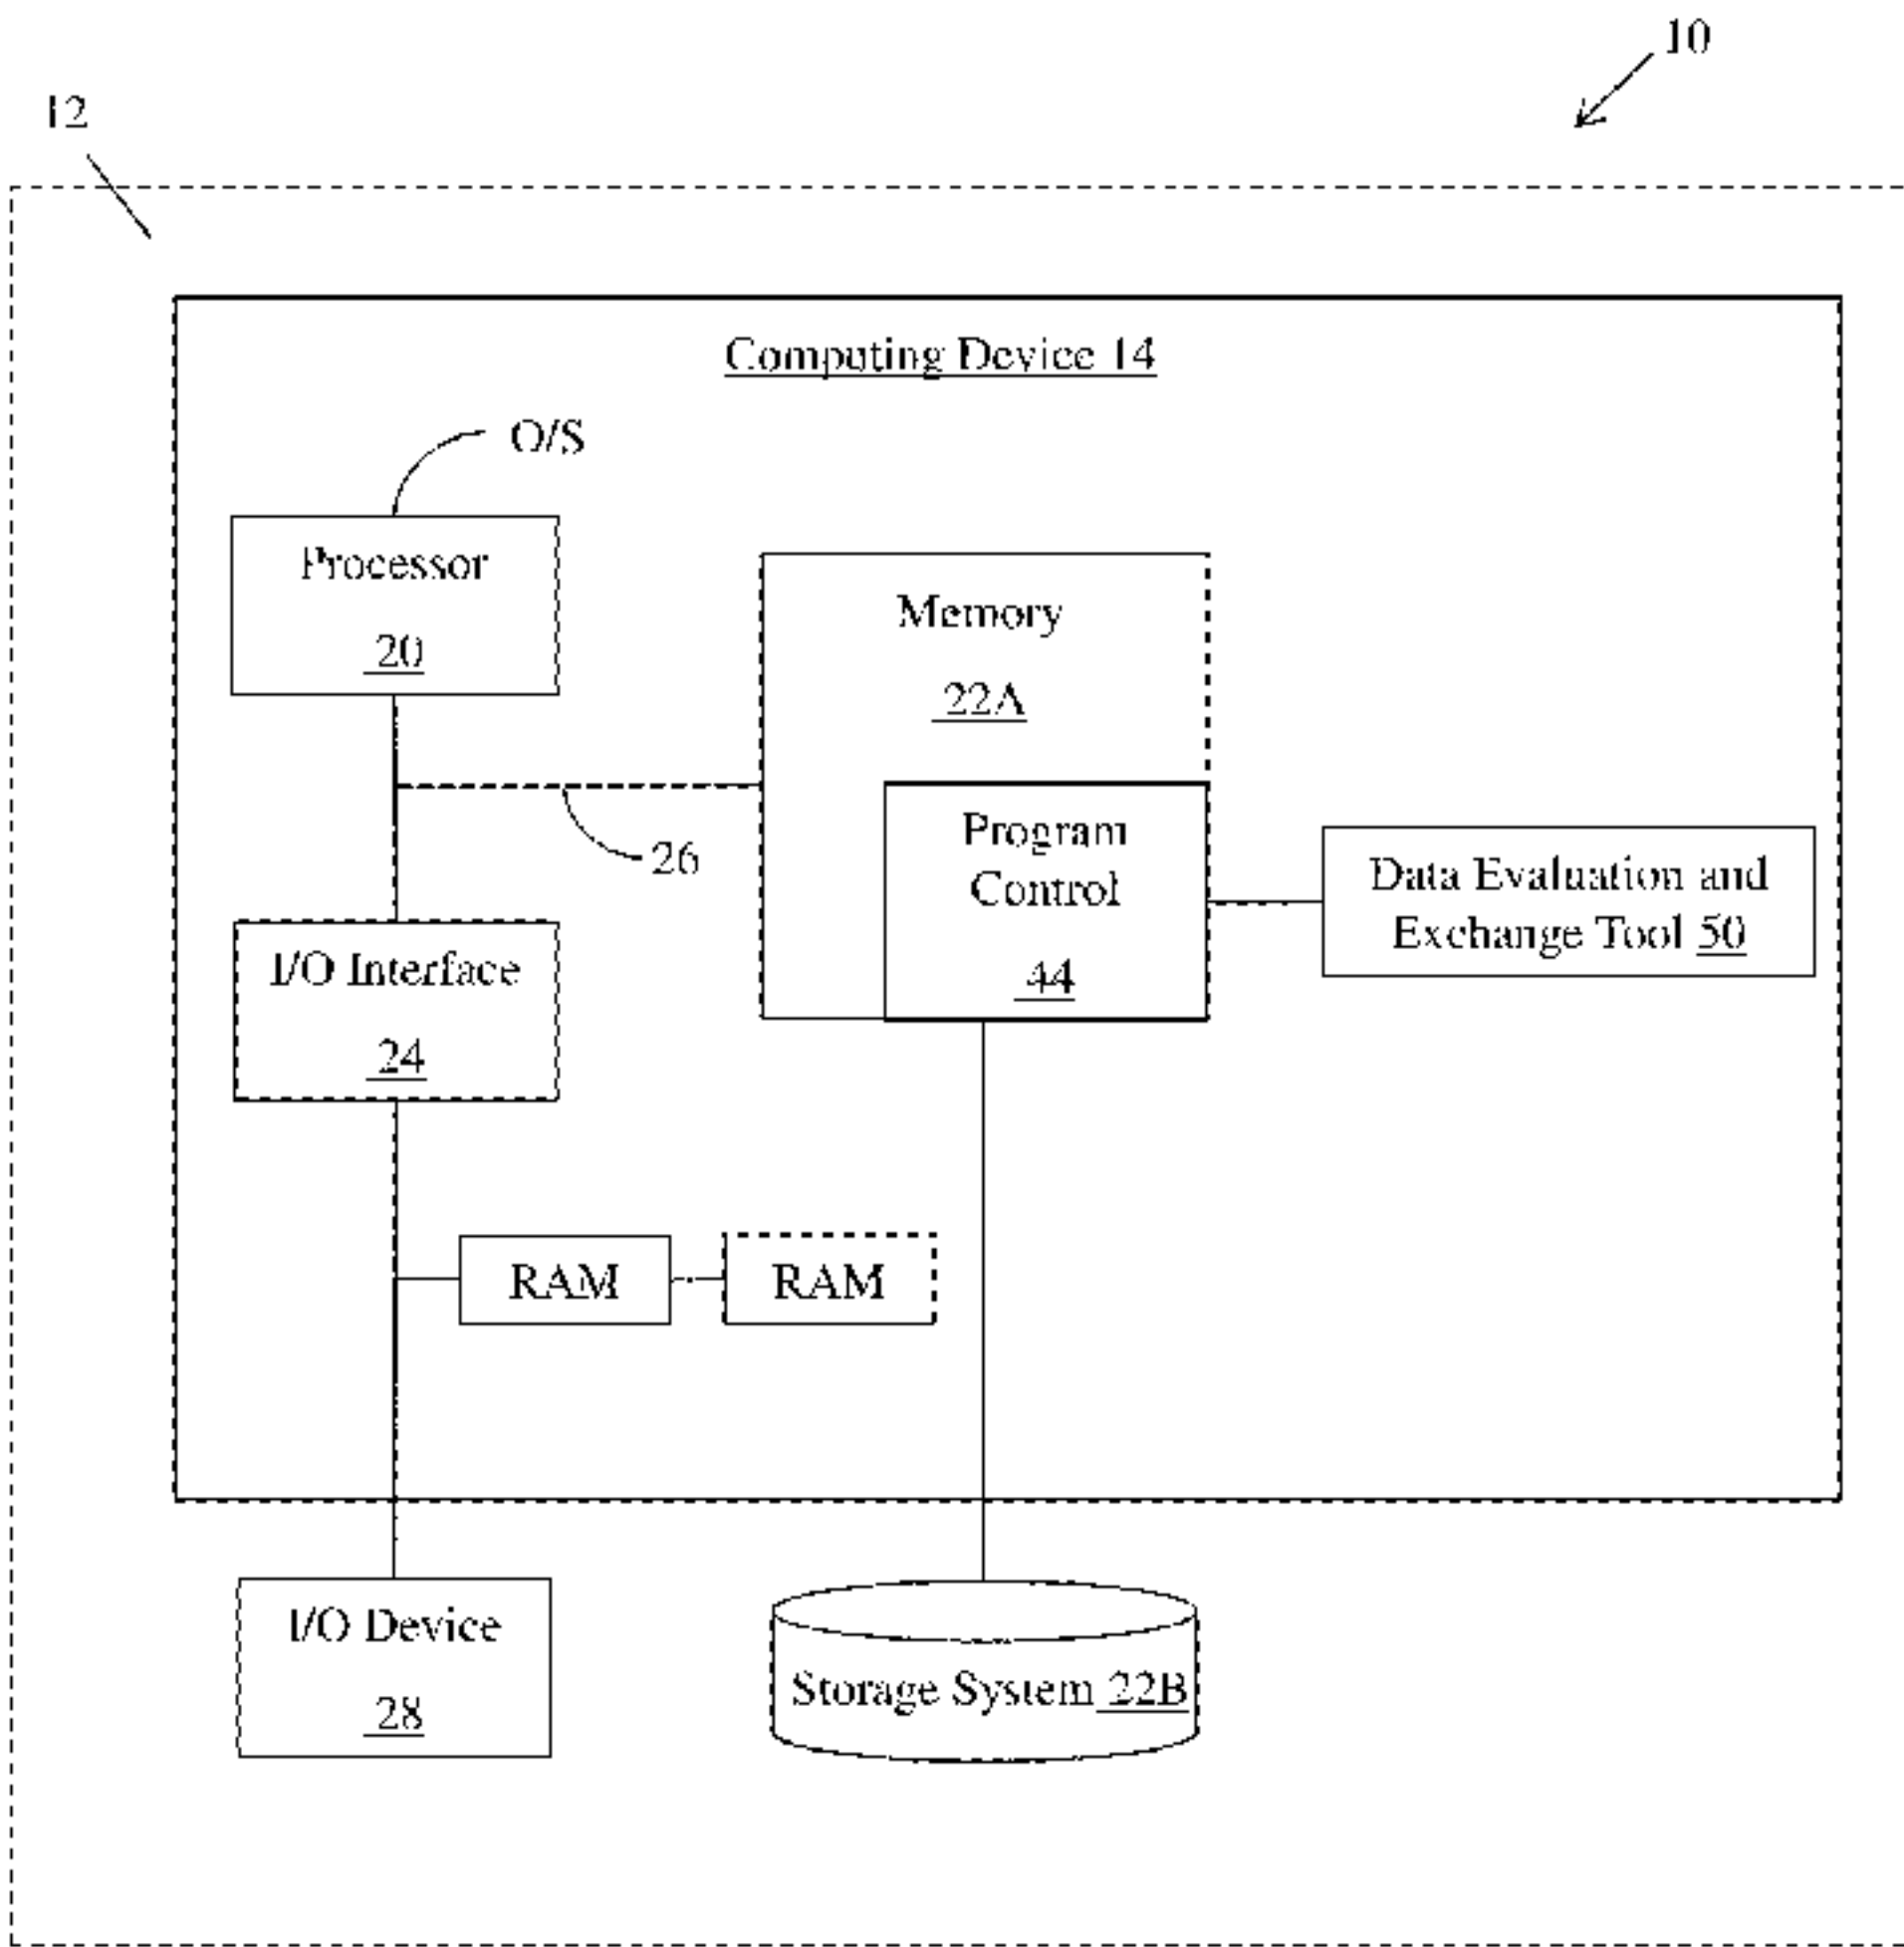 10
12
Computing Device 14
O/S
Processor
20
Memory
22A
26
Program
Control
44
Data Evaluation and
Exchange Tool 50
I/O Interface
24
RAM
RAM
I/O Device
28
Storage System 22B